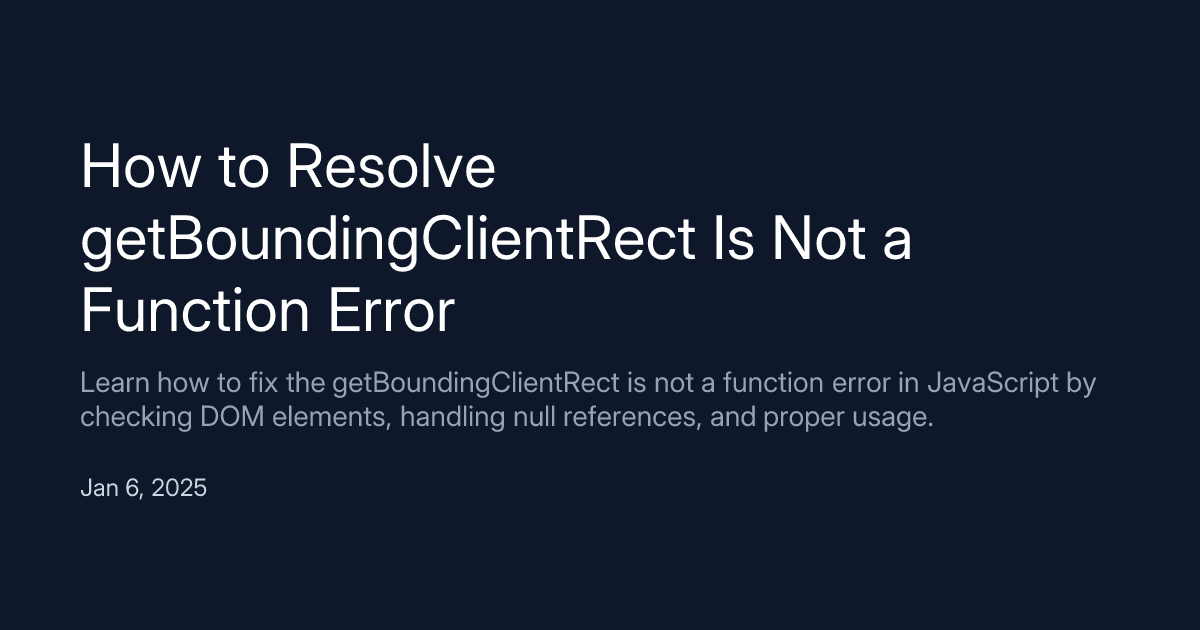 How to Resolve
getBoundingClientRect Is Not a
Function Error
Learn how to fix the getBoundingClientRect is not a function error in JavaScript by
checking DOM elements, handling null references, and proper usage.
Jan 6, 2025